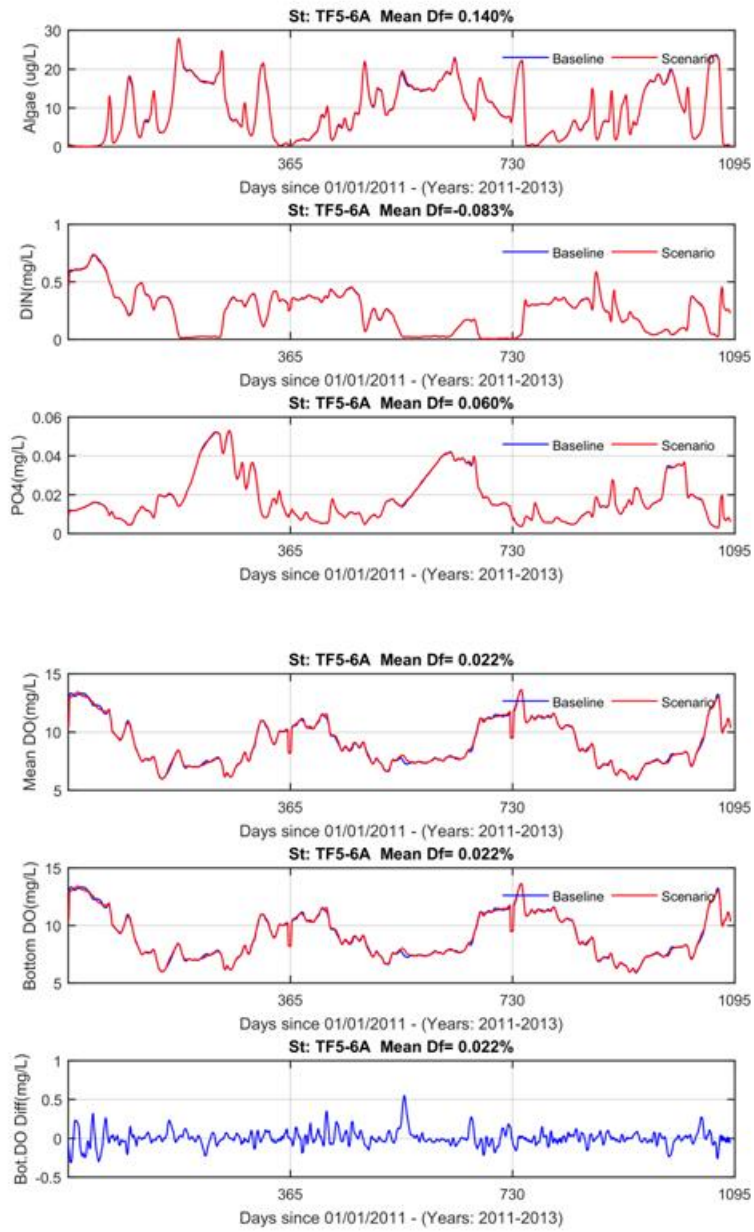 St: TF5-6A Mean Df= 0.140%
30
20
10
0
Algae (ug/L)
Baseline Scenario
365 730 1095
Days since 01/01/2011 - (Years: 2011-2013)
St: TF5-6A Mean Df=-0.083%
1
0.5
0
DIN(mg/L)
Baseline Scenario
365 730 1095
Days since 01/01/2011 - (Years: 2011-2013)
St: TF5-6A Mean Df= 0.060%
0.06
0.04
0.02
0
PO4(mg/L)
Baseline Scenario
365 730 1095
Days since 01/01/2011 - (Years: 2011-2013)
St: TF5-6A Mean Df= 0.022%
15
10
5
Mean DO(mg/L)
Baseline Scenario
365 730 1095
Days since 01/01/2011 - (Years: 2011-2013)
St: TF5-6A Mean Df= 0.022%
15
10
5
Bottom DO(mg/L)
Baseline Scenario
365 730 1095
Days since 01/01/2011 - (Years: 2011-2013)
St: TF5-6A Mean Df= 0.022%
1
0.5
0
-0.5
Bot.DO Diff(mg/L)
365 730 1095
Days since 01/01/2011 - (Years: 2011-2013)